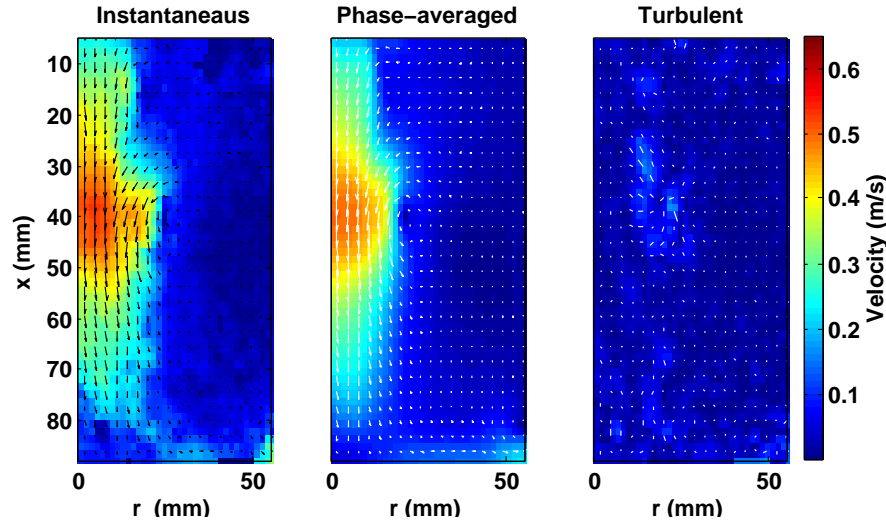 Instantaneaus Phase-averaged Turbulent
10
20
30
40
50
60
70
80
x (mm)
0 50
r (mm)
0 50
r (mm)
0 50
r (mm)
0.6
0.5
0.4
0.3
0.2
0.1
Velocity (m/s)